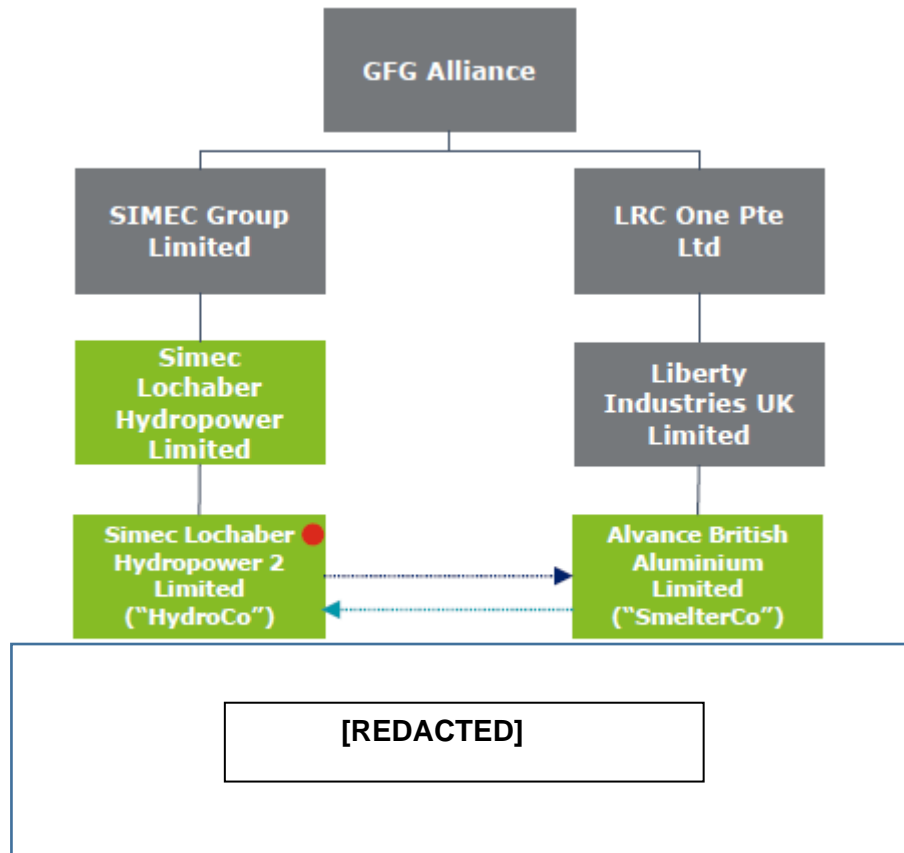 GFG Alliance
SIMEC Group
Limited
LRC One Pte
Ltd
Simec
Lochaber
Hydropower
Limited
Liberty
Industries UK
Limited
Simec Lochaber
Hydropower 2
Limited
(“HydroCo”)
Alvance British
Aluminium
Limited
(“SmelterCo”)
[REDACTED]